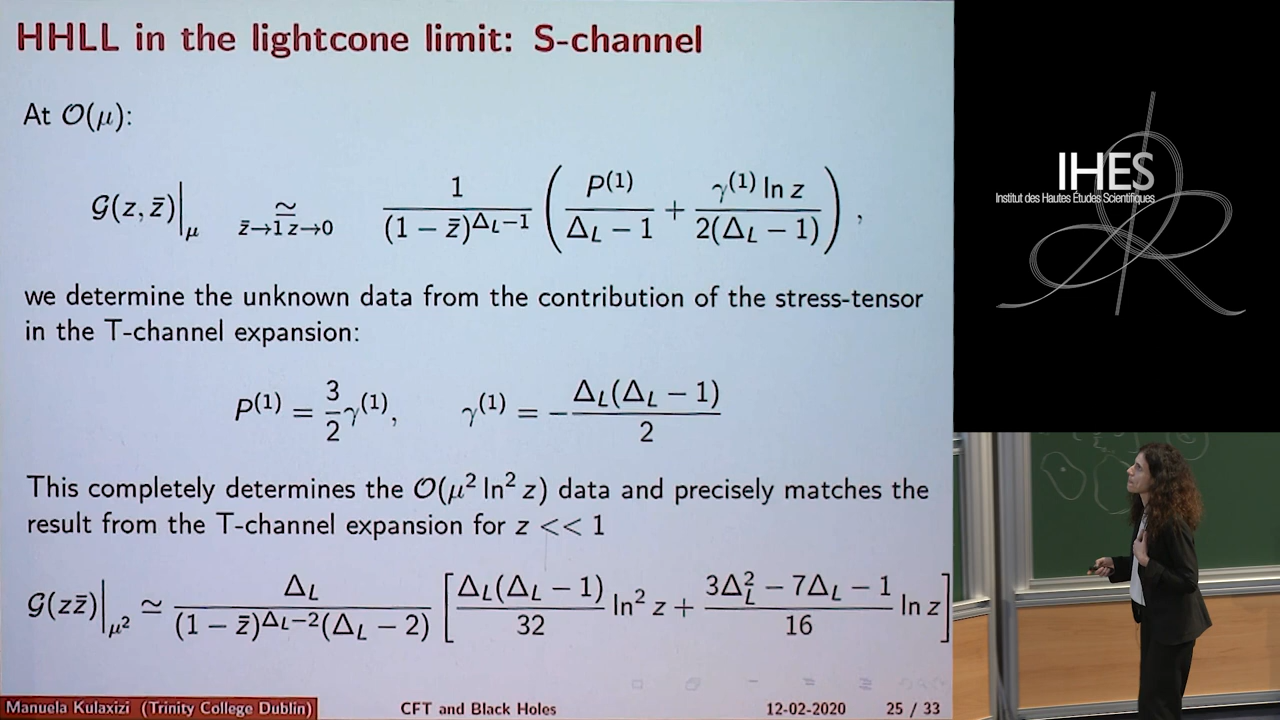 HHLL in the lightcone limit: S-channel
At 𝒪(μ):
𝒢(z, z̄)|_μ ≃_{z̄→1 z→0} 1/(1 − z̄)^{Δ_L−1} ( P^{(1)}/(Δ_L − 1) + γ^{(1)} ln z/(2(Δ_L − 1)) ) ,
we determine the unknown data from the contribution of the stress-tensor
in the T-channel expansion:
P^{(1)} = 3/2 γ^{(1)}, γ^{(1)} = − Δ_L(Δ_L − 1)/2
This completely determines the 𝒪(μ² ln² z) data and precisely matches the
result from the T-channel expansion for z << 1
𝒢(zz̄)|_{μ²} ≃ Δ_L/((1 − z̄)^{Δ_L−2}(Δ_L − 2)) [ Δ_L(Δ_L − 1)/32 ln² z + (3Δ_L² − 7Δ_L − 1)/16 ln z ]
Manuela Kulaxizi (Trinity College Dublin) CFT and Black Holes 12-02-2020 25 / 33
IHES
Institut des Hautes Études Scientifiques